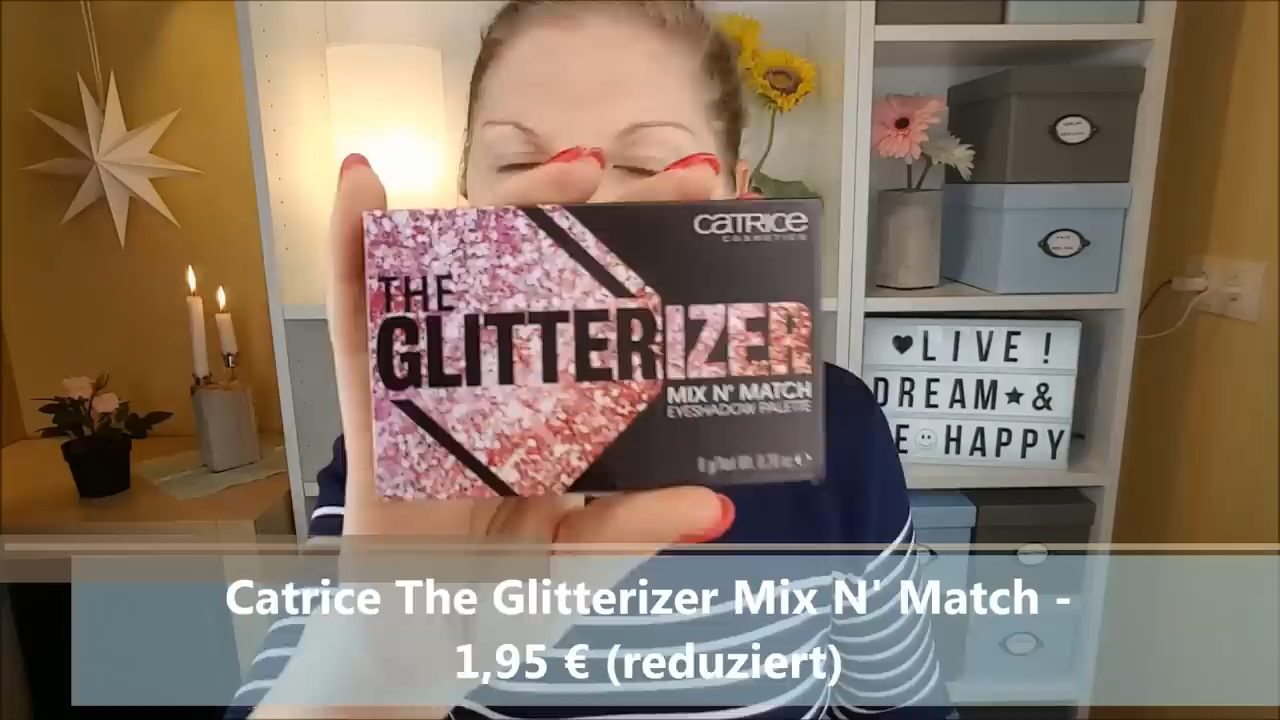 CATRICE
COSMETICS
THE
GLITTERIZER
MIX N' MATCH
EYESHADOW PALETTE
♥LIVE !
DREAM★&
E☺HAPPY
Catrice The Glitterizer Mix N' Match -
1,95 € (reduziert)